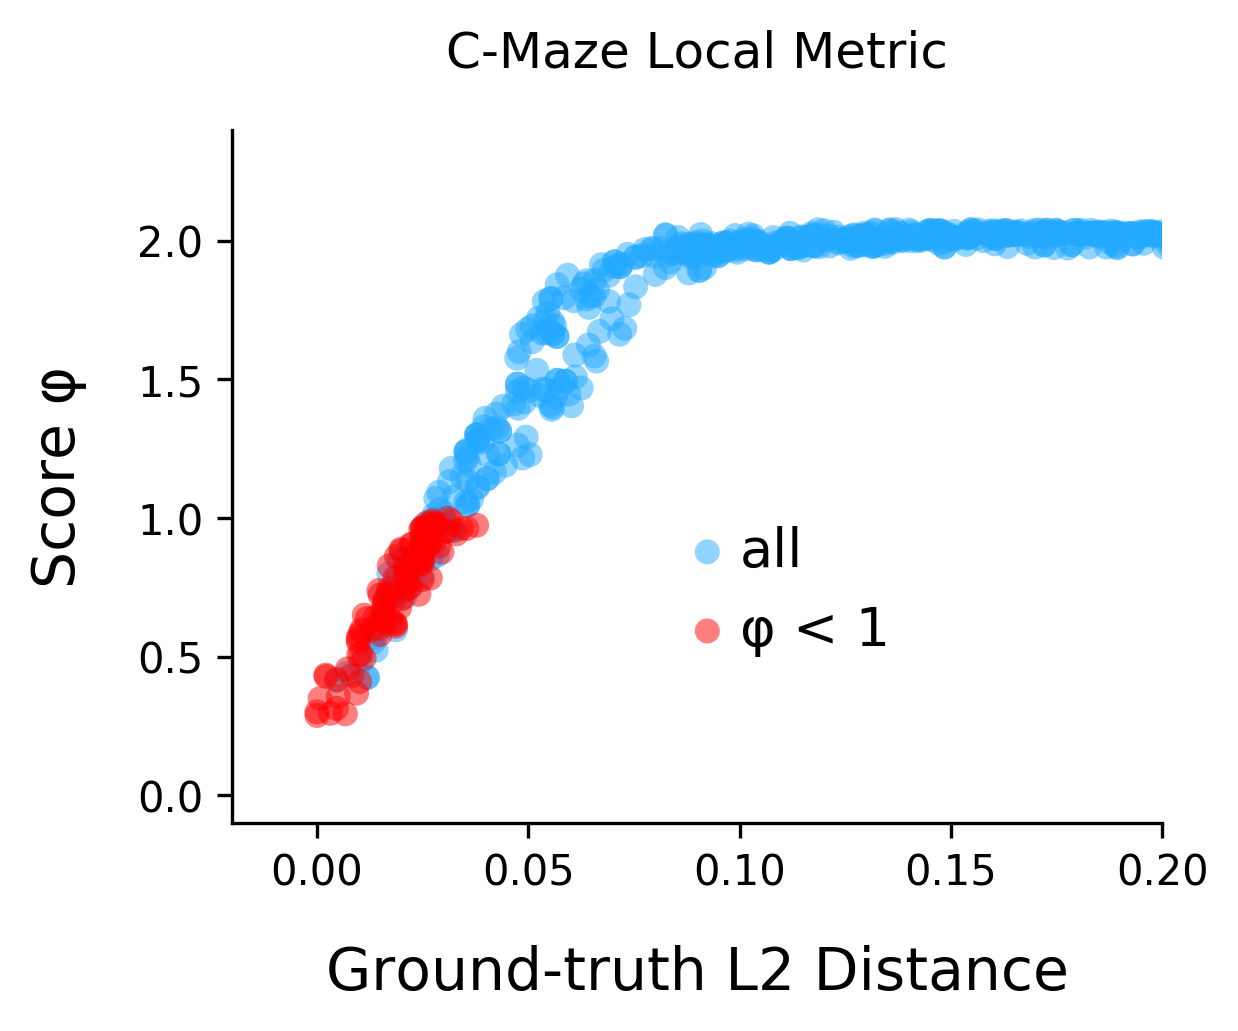 C-Maze Local Metric
Score φ
2.0
1.5
1.0
0.5
0.0
all
φ < 1
0.00 0.05 0.10 0.15 0.20
Ground-truth L2 Distance